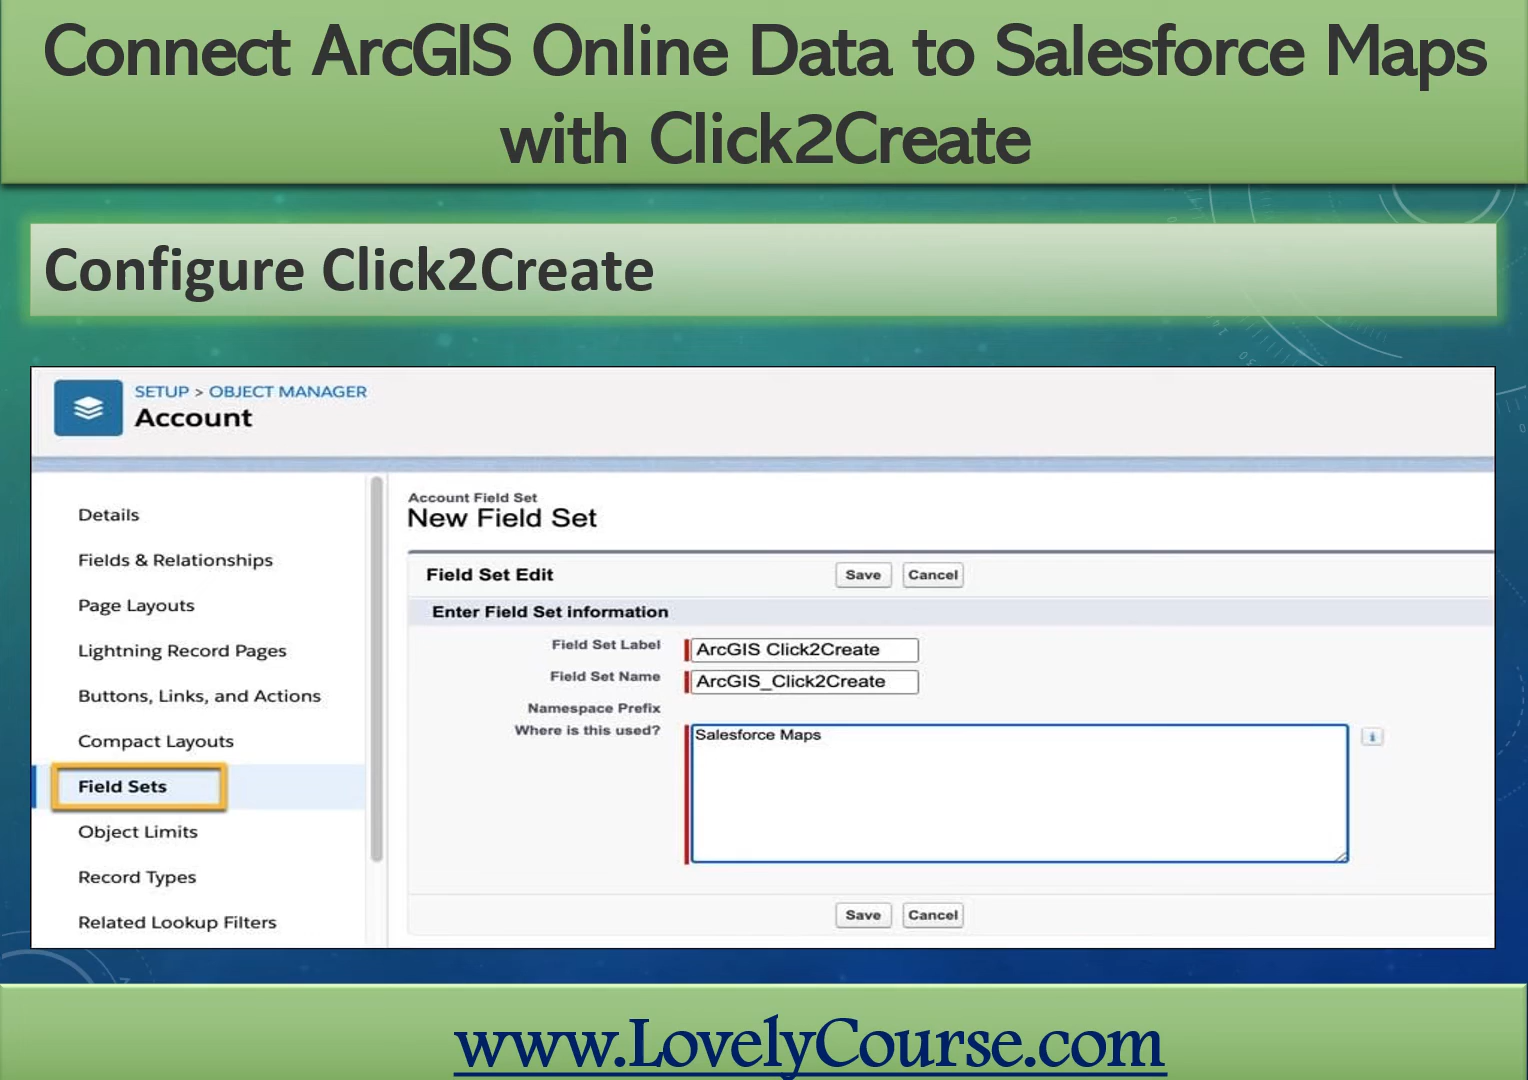 Connect ArcGIS Online Data to Salesforce Maps
with Click2Create
Configure Click2Create
SETUP > OBJECT MANAGER
Account
Details
Fields & Relationships
Page Layouts
Lightning Record Pages
Buttons, Links, and Actions
Compact Layouts
Field Sets
Object Limits
Record Types
Related Lookup Filters
Account Field Set
New Field Set
Field Set Edit
Save
Cancel
Enter Field Set information
Field Set Label
ArcGIS Click2Create
Field Set Name
ArcGIS_Click2Create
Namespace Prefix
Where is this used?
Salesforce Maps
i
Save
Cancel
www.LovelyCourse.com